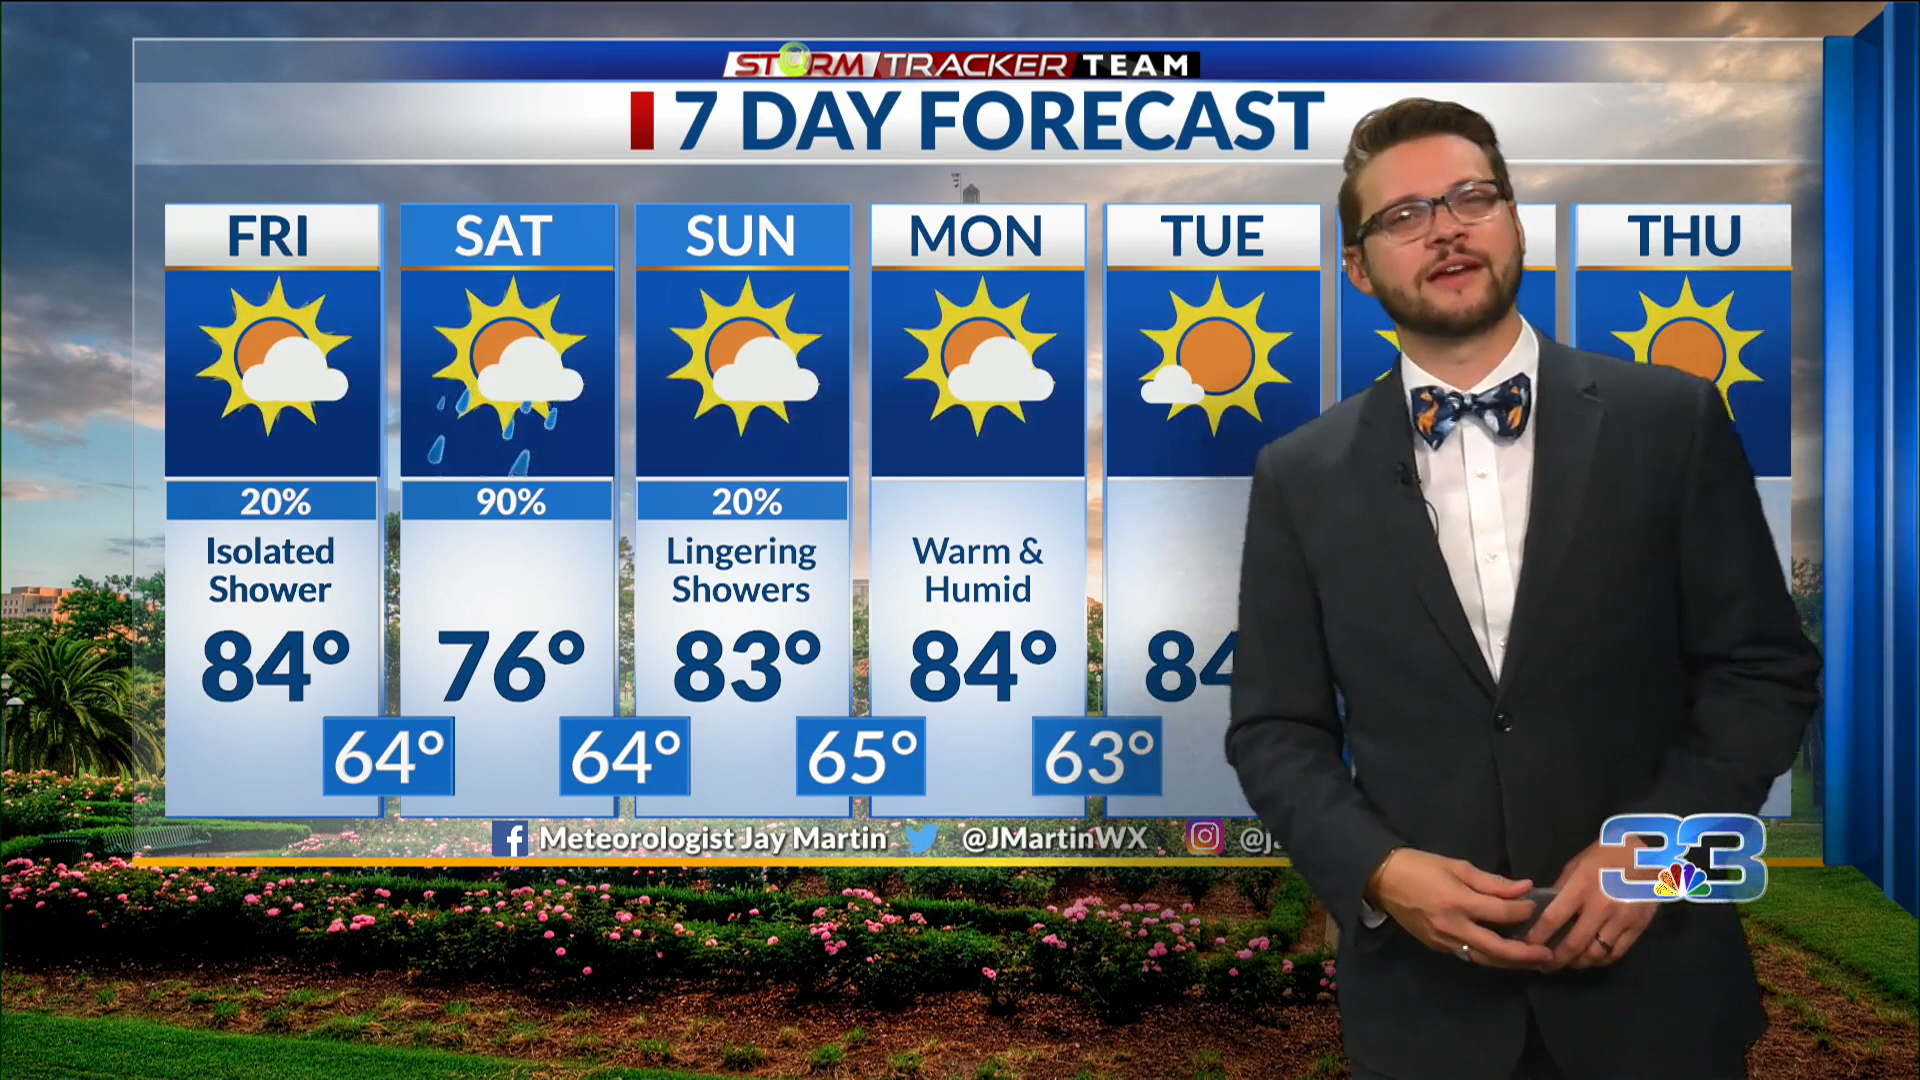 STORM TRACKER TEAM
7 DAY FORECAST
FRI
SAT
SUN
MON
TUE
THU
20%
90%
20%
Isolated
Shower
Lingering
Showers
Warm &
Humid
84°
76°
83°
84°
84
64°
64°
65°
63°
f Meteorologist Jay Martin
@JMartinWX
@j
33